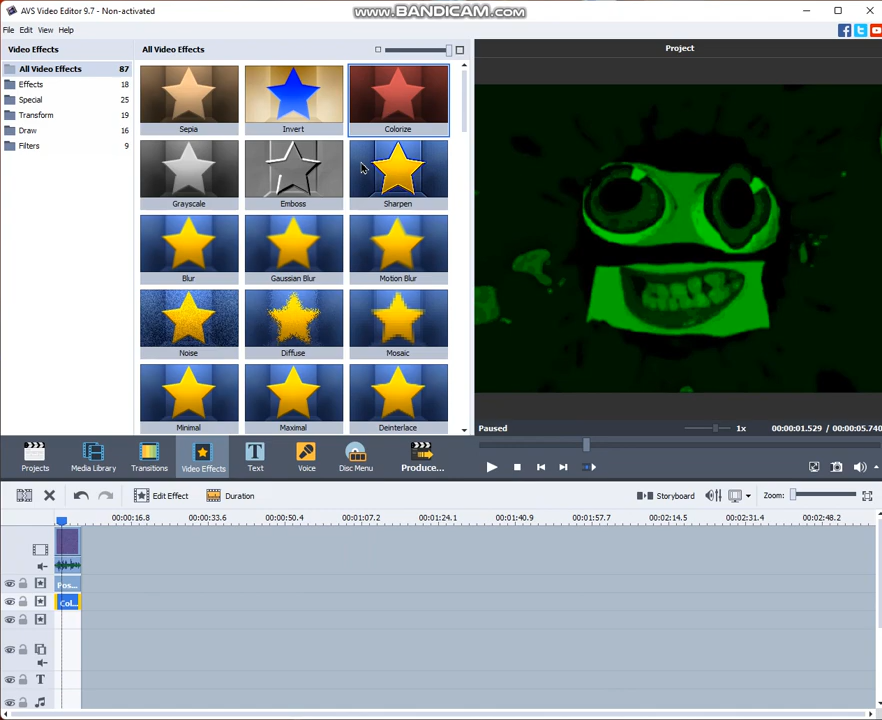 AVS Video Editor 9.7 - Non-activated
www.BANDICAM.com
File Edit View Help
Video Effects
All Video Effects
Project
All Video Effects 87
Effects 18
Special 25
Transform 19
Draw 16
Filters 9
Sepia Invert Colorize
Grayscale Emboss Sharpen
Blur Gaussian Blur Motion Blur
Noise Diffuse Mosaic
Minimal Maximal Deinterlace
Paused 1x 00:00:01.529 / 00:00:05.740
Projects Media Library Transitions Video Effects Text Voice Disc Menu Produce...
Edit Effect Duration Storyboard Zoom:
00:00:16.8 00:00:33.6 00:00:50.4 00:01:07.2 00:01:24.1 00:01:40.9 00:01:57.7 00:02:14.5 00:02:31.4 00:02:48.2
Pos...
Col...
T